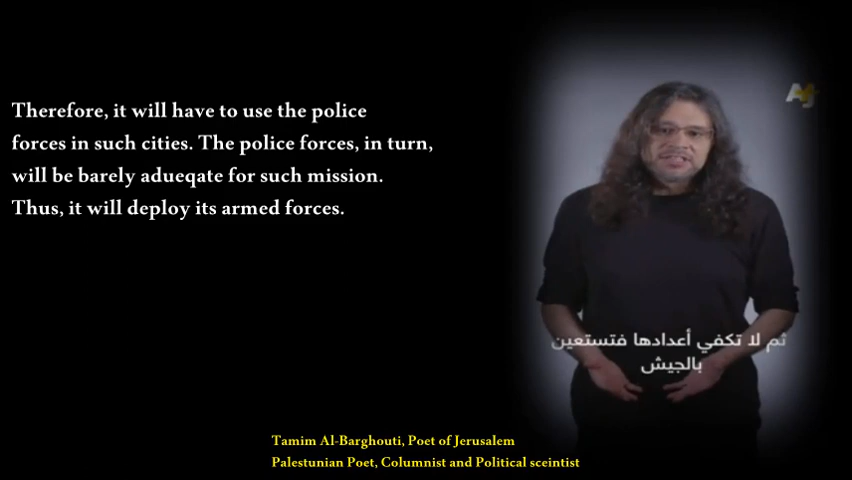 Therefore, it will have to use the police
forces in such cities. The police forces, in turn,
will be barely adueqate for such mission.
Thus, it will deploy its armed forces.
ثم لا تكفي أعدادها فتستعين
بالجيش
Tamim Al-Barghouti, Poet of Jerusalem
Palestunian Poet, Columnist and Political sceintist